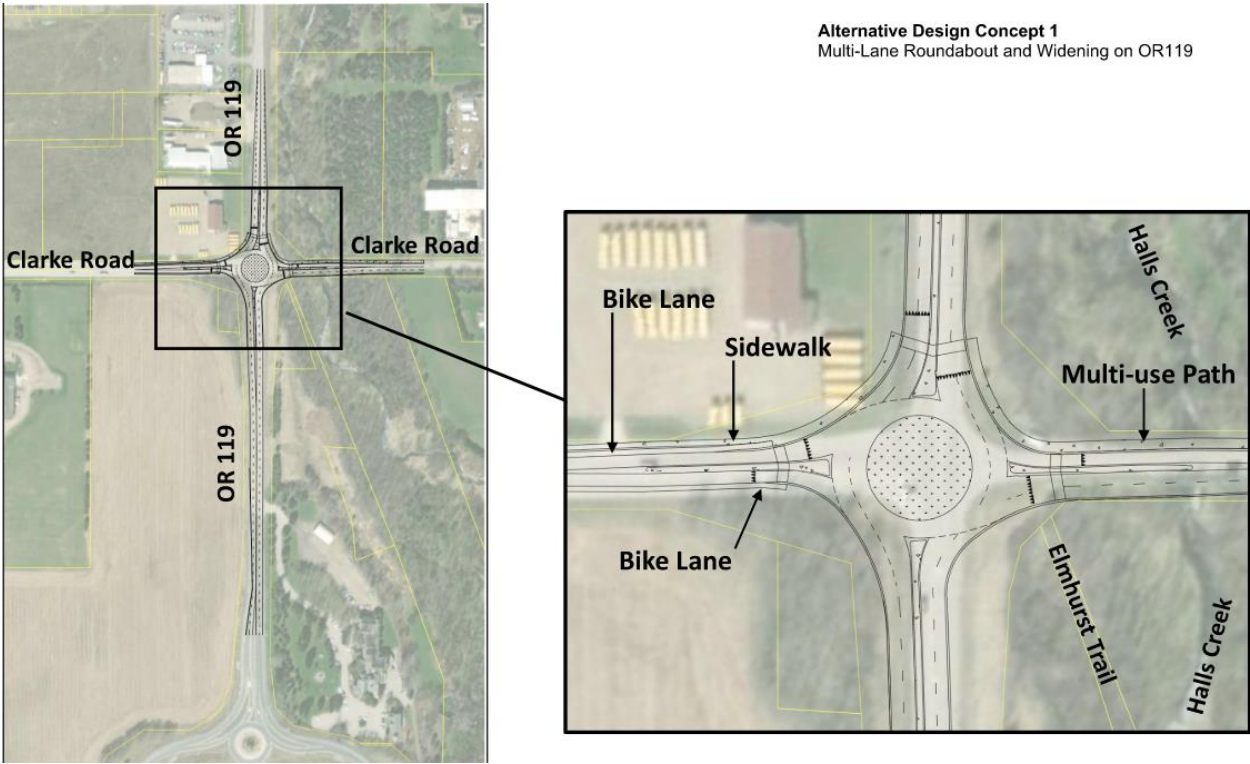 Alternative Design Concept 1
Multi-Lane Roundabout and Widening on OR119
OR 119
Clarke Road
Clarke Road
OR 119
Bike Lane
Sidewalk
Halls Creek
Multi-use Path
Bike Lane
Elmhurst Trail
Halls Creek